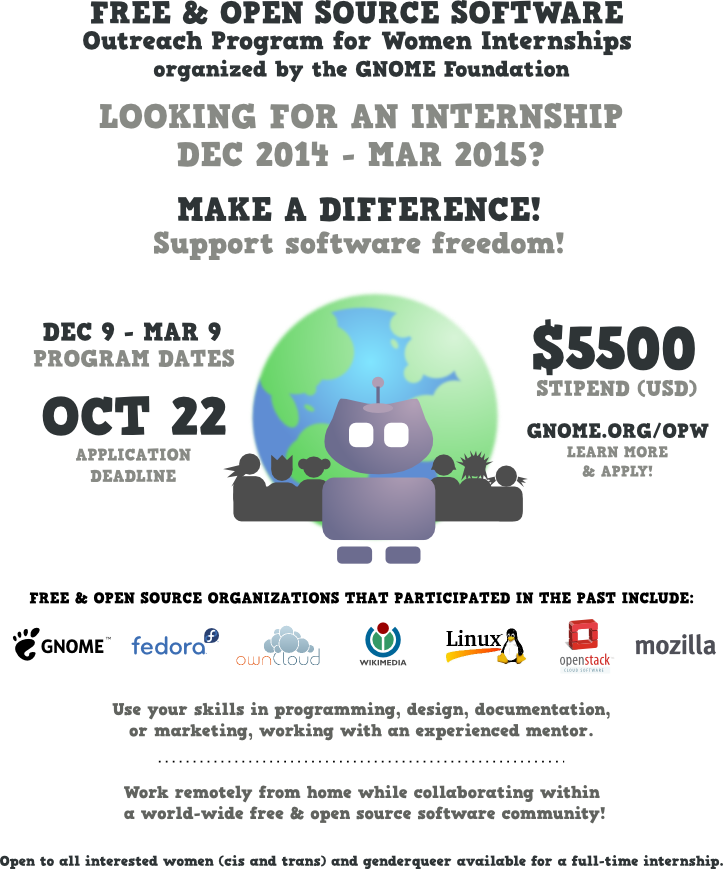 FREE & OPEN SOURCE SOFTWARE
Outreach Program for Women Internships
organized by the GNOME Foundation
LOOKING FOR AN INTERNSHIP
DEC 2014 - MAR 2015?
MAKE A DIFFERENCE!
Support software freedom!
DEC 9 - MAR 9
PROGRAM DATES
OCT 22
APPLICATION
DEADLINE
$5500
STIPEND (USD)
GNOME.ORG/OPW
LEARN MORE
& APPLY!
FREE & OPEN SOURCE ORGANIZATIONS THAT PARTICIPATED IN THE PAST INCLUDE:
GNOME™
fedora
ownCloud
WIKIMEDIA
Linux
openstack
CLOUD SOFTWARE
mozilla
Use your skills in programming, design, documentation,
or marketing, working with an experienced mentor.
Work remotely from home while collaborating within
a world-wide free & open source software community!
Open to all interested women (cis and trans) and genderqueer available for a full-time internship.